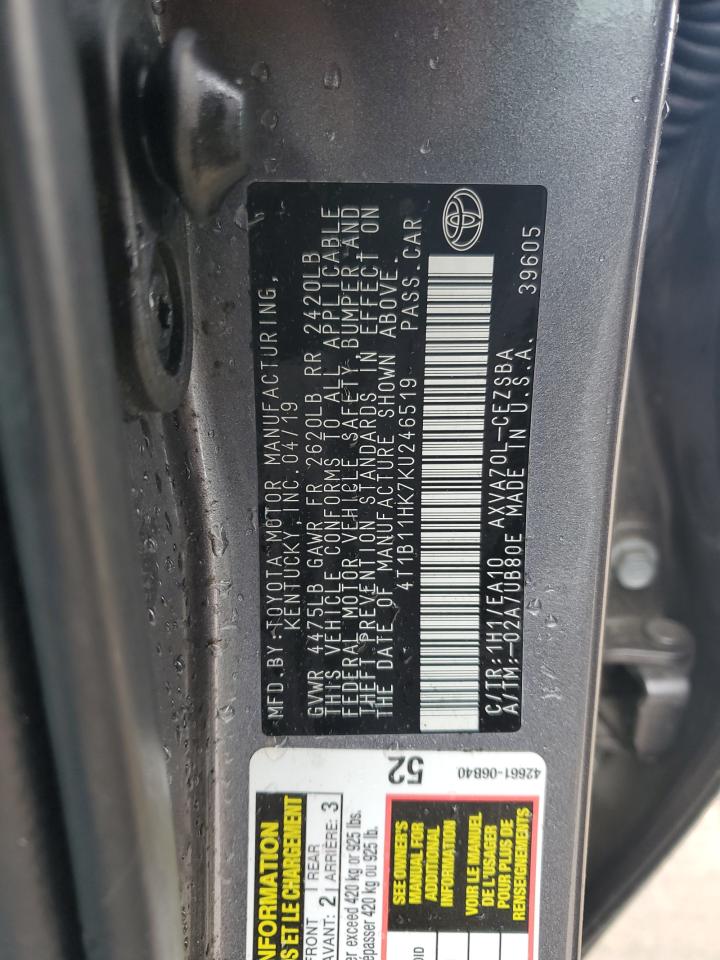 MFD.BY:TOYOTA MOTOR MANUFACTURING,
KENTUCKY, INC.04/19
GVWR 4475LB GAWR FR 2620LB RR 2420LB
THIS VEHICLE CONFORMS TO ALL APPLICABLE
FEDERAL MOTOR VEHICLE SAFETY, BUMPER, AND
THEFT PREVENTION STANDARDS IN EFFECT ON
THE DATE OF MANUFACTURE SHOWN ABOVE.
4T1B11HK7KU246519 PASS.CAR
C/TR:1H1/EA10 AXVA70L-CEZSBA
A/TM:-02A/UB80E MADE IN U.S.A. 39605
INFORMATION
ET LE CHARGEMENT
FRONT 2 REAR 3
AVANT: ARRIÈRE:
exceed 420 kg or 925 lbs.
420 kg ou 925 lb.
52
SEE OWNER'S
MANUAL FOR
ADDITIONAL
INFORMATION
VOIR LE MANUEL
DE L'USAGER
POUR PLUS DE
RENSEIGNEMENTS
42661-06B40